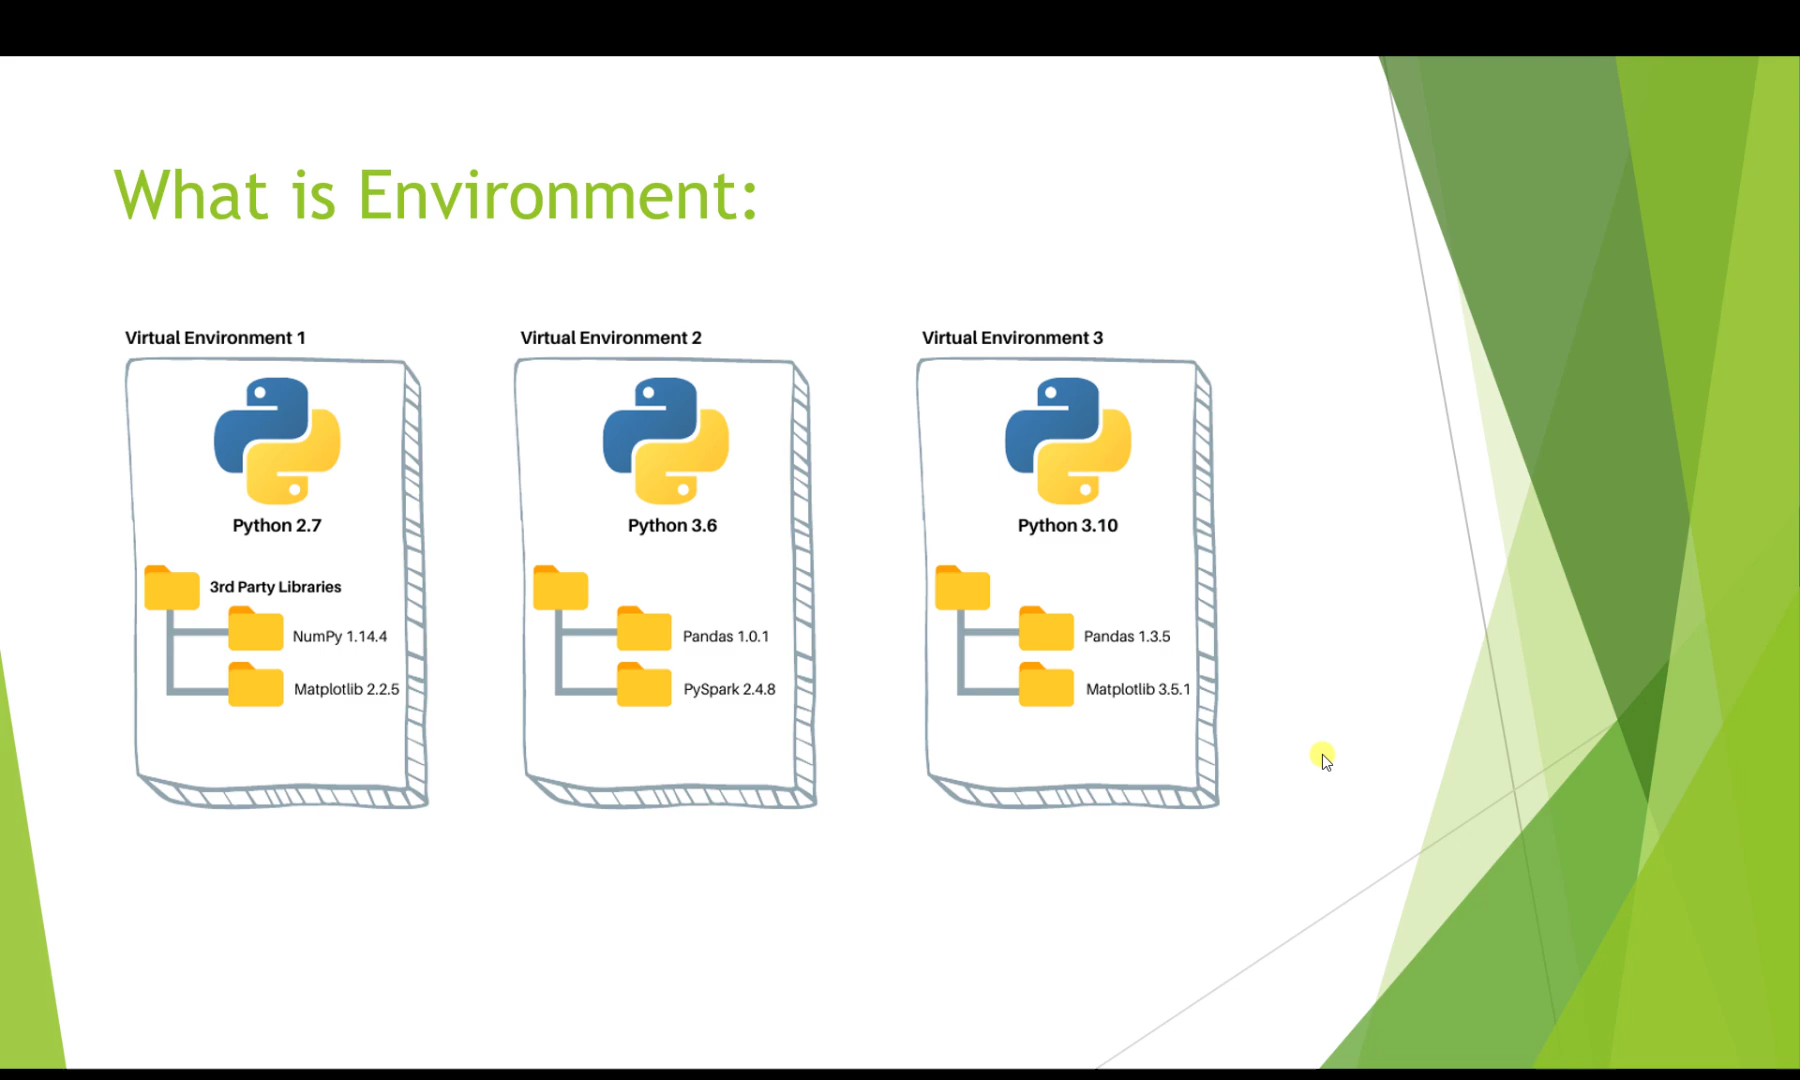 What is Environment:
Virtual Environment 1
Python 2.7
3rd Party Libraries
NumPy 1.14.4
Matplotlib 2.2.5
Virtual Environment 2
Python 3.6
Pandas 1.0.1
PySpark 2.4.8
Virtual Environment 3
Python 3.10
Pandas 1.3.5
Matplotlib 3.5.1